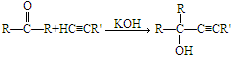 O
R-C-R+HC≡CR' KOH→ R-C-C≡CR'
R
OH